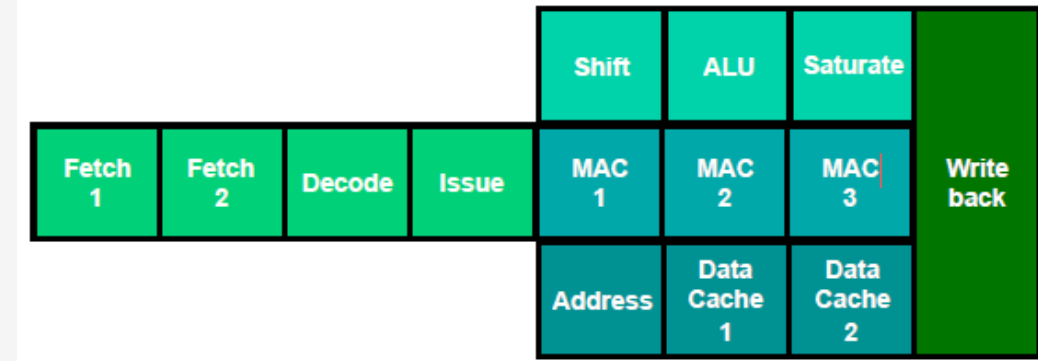 Shift
ALU
Saturate
Fetch
1
Fetch
2
Decode
Issue
MAC
1
MAC
2
MAC
3
Write
back
Address
Data
Cache
1
Data
Cache
2